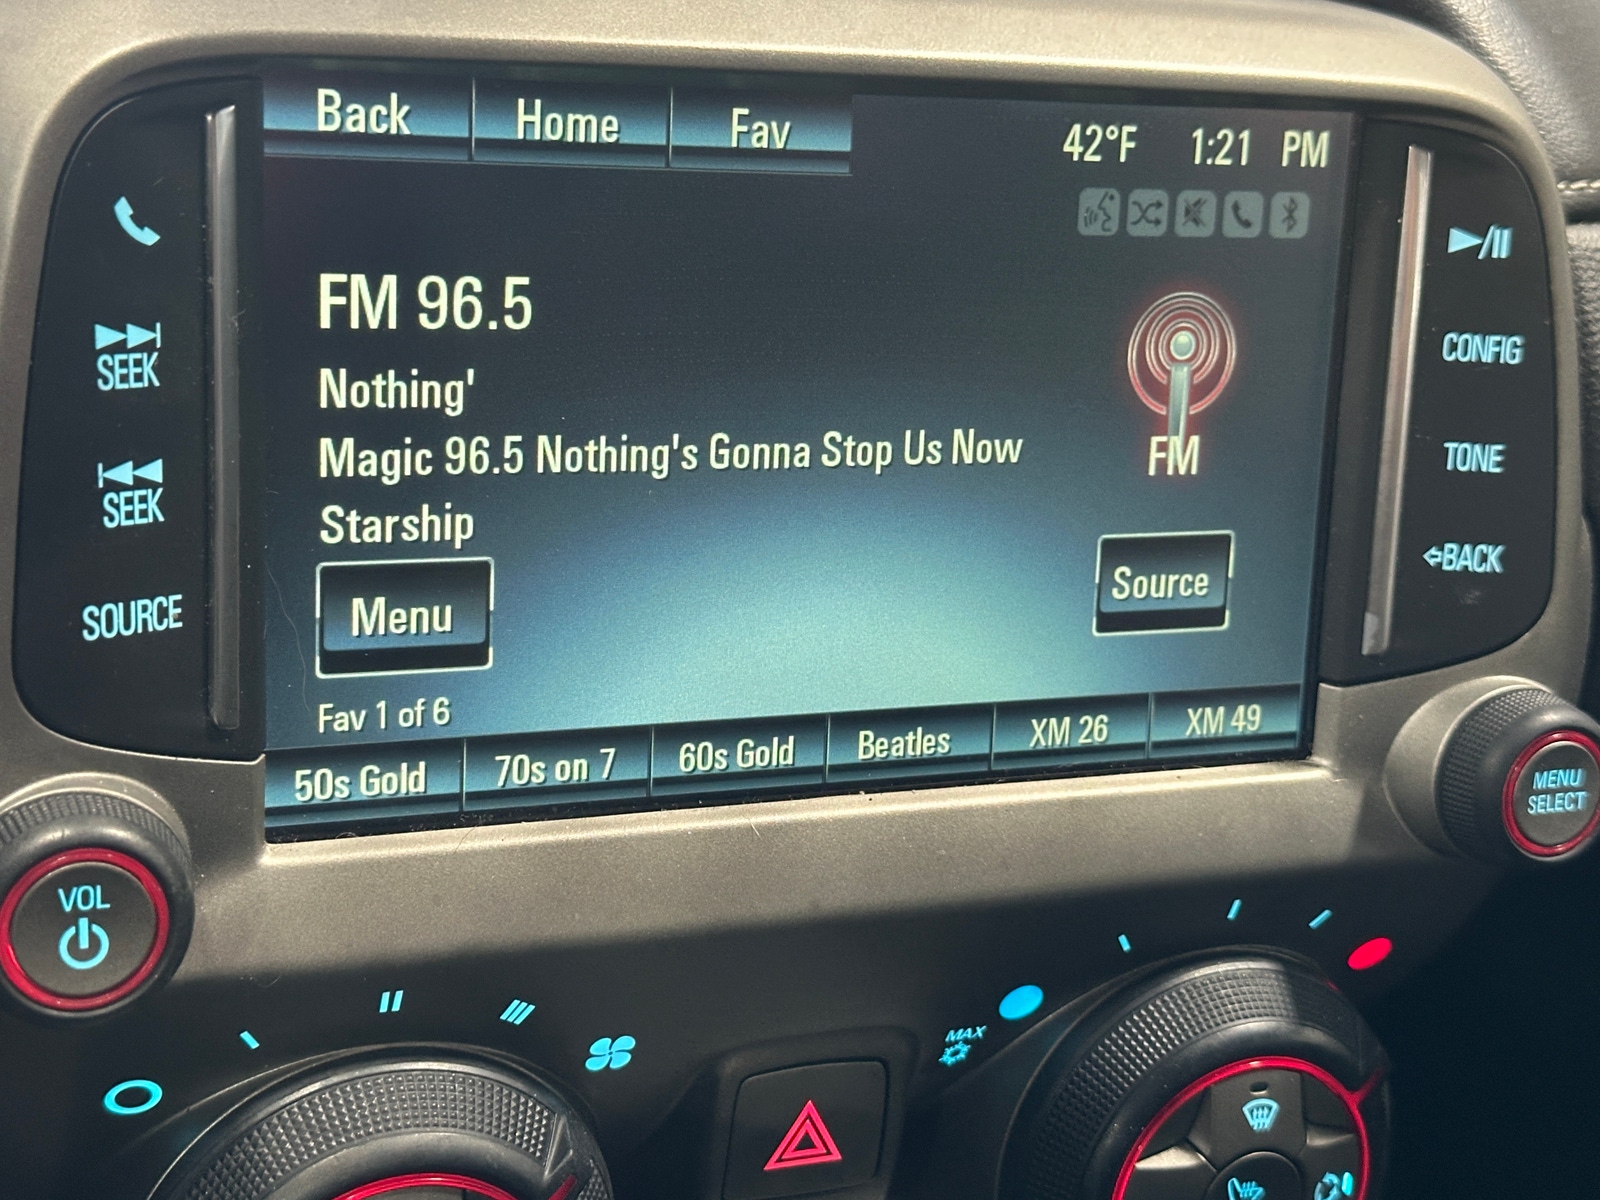 Back Home Fav
42°F 1:21 PM
FM 96.5
Nothing'
Magic 96.5 Nothing's Gonna Stop Us Now
Starship
FM
Menu
Source
Fav 1 of 6
50s Gold 70s on 7 60s Gold Beatles XM 26 XM 49
SEEK
SEEK
SOURCE
CONFIG
TONE
BACK
VOL
MENU
SELECT
MAX